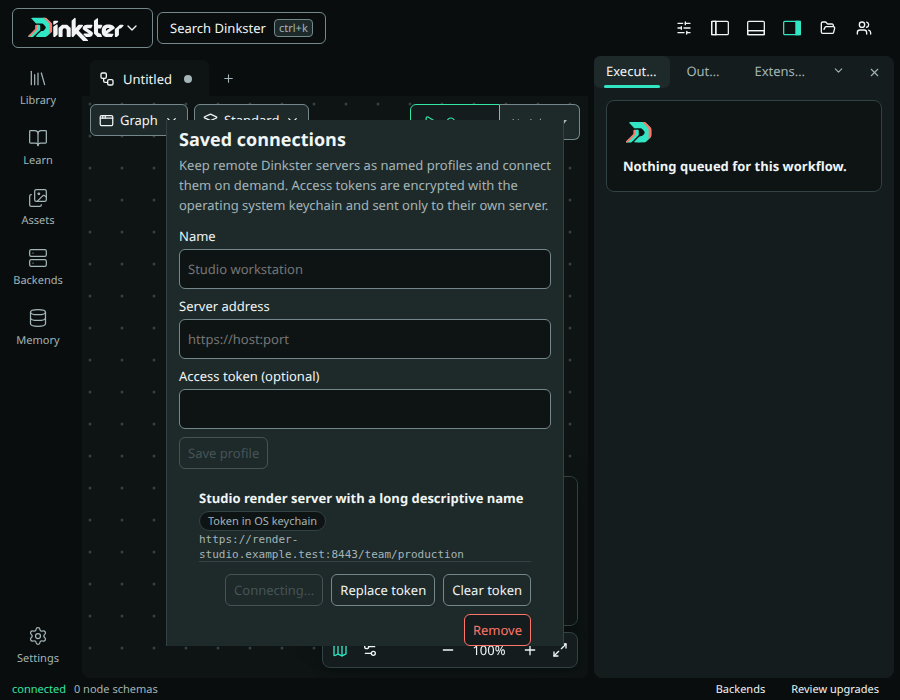 Dinkster
Search Dinkster ctrl+k
Library
Learn
Assets
Backends
Memory
Settings
Untitled
Graph
Standard
Saved connections
Keep remote Dinkster servers as named profiles and connect
them on demand. Access tokens are encrypted with the
operating system keychain and sent only to their own server.
Name
Studio workstation
Server address
https://host:port
Access token (optional)
Save profile
Studio render server with a long descriptive name
Token in OS keychain
https://render-
studio.example.test:8443/team/production
Connecting...
Replace token
Clear token
Remove
100%
Execut...
Out...
Extens...
Nothing queued for this workflow.
connected 0 node schemas
Backends
Review upgrades